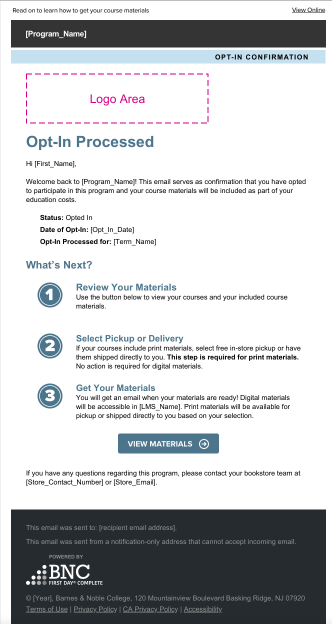 Read on to learn how to get your course materials
View Online
[Program_Name]
OPT-IN CONFIRMATION
Logo Area
Opt-In Processed
Hi [First_Name],
Welcome back to [Program_Name]! This email serves as confirmation that you have opted
to participate in this program and your course materials will be included as part of your
education costs.
Status: Opted In
Date of Opt-In: [Opt_In_Date]
Opt-In Processed for: [Term_Name]
What's Next?
1
Review Your Materials
Use the button below to view your courses and your included course
materials.
2
Select Pickup or Delivery
If your courses include print materials, select free in-store pickup or have
them shipped directly to you. This step is required for print materials.
No action is required for digital materials.
3
Get Your Materials
You will get an email when your materials are ready! Digital materials
will be accessible in [LMS_Name]. Print materials will be available for
pickup or shipped directly to you based on your selection.
VIEW MATERIALS
If you have any questions regarding this program, please contact your bookstore team at
[Store_Contact_Number] or [Store_Email].
This email was sent to: [recipient email address].
This email was sent from a notification-only address that cannot accept incoming email.
POWERED BY
BNC
FIRST DAY® COMPLETE
© [Year], Barnes & Noble College, 120 Mountainview Boulevard Basking Ridge, NJ 07920
Terms of Use | Privacy Policy | CA Privacy Policy | Accessibility